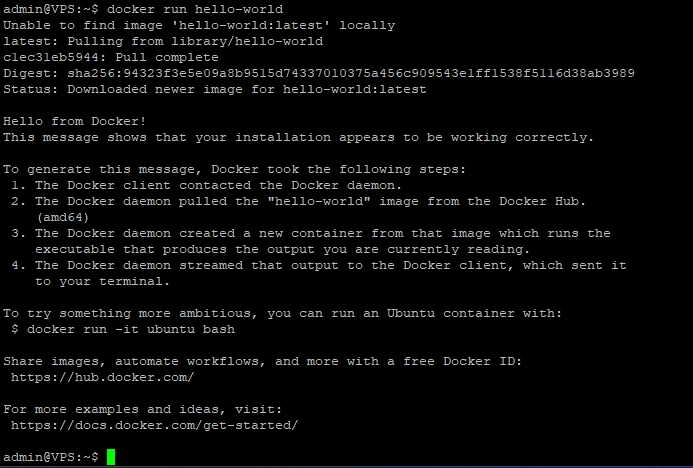 admin@VPS:~$ docker run hello-world
Unable to find image 'hello-world:latest' locally
latest: Pulling from library/hello-world
c1ec31eb5944: Pull complete
Digest: sha256:94323f3e5e09a8b9515d74337010375a456c909543e1ff1538f5116d38ab3989
Status: Downloaded newer image for hello-world:latest

Hello from Docker!
This message shows that your installation appears to be working correctly.

To generate this message, Docker took the following steps:
 1. The Docker client contacted the Docker daemon.
 2. The Docker daemon pulled the "hello-world" image from the Docker Hub.
    (amd64)
 3. The Docker daemon created a new container from that image which runs the
    executable that produces the output you are currently reading.
 4. The Docker daemon streamed that output to the Docker client, which sent it
    to your terminal.

To try something more ambitious, you can run an Ubuntu container with:
 $ docker run -it ubuntu bash

Share images, automate workflows, and more with a free Docker ID:
 https://hub.docker.com/

For more examples and ideas, visit:
 https://docs.docker.com/get-started/

admin@VPS:~$